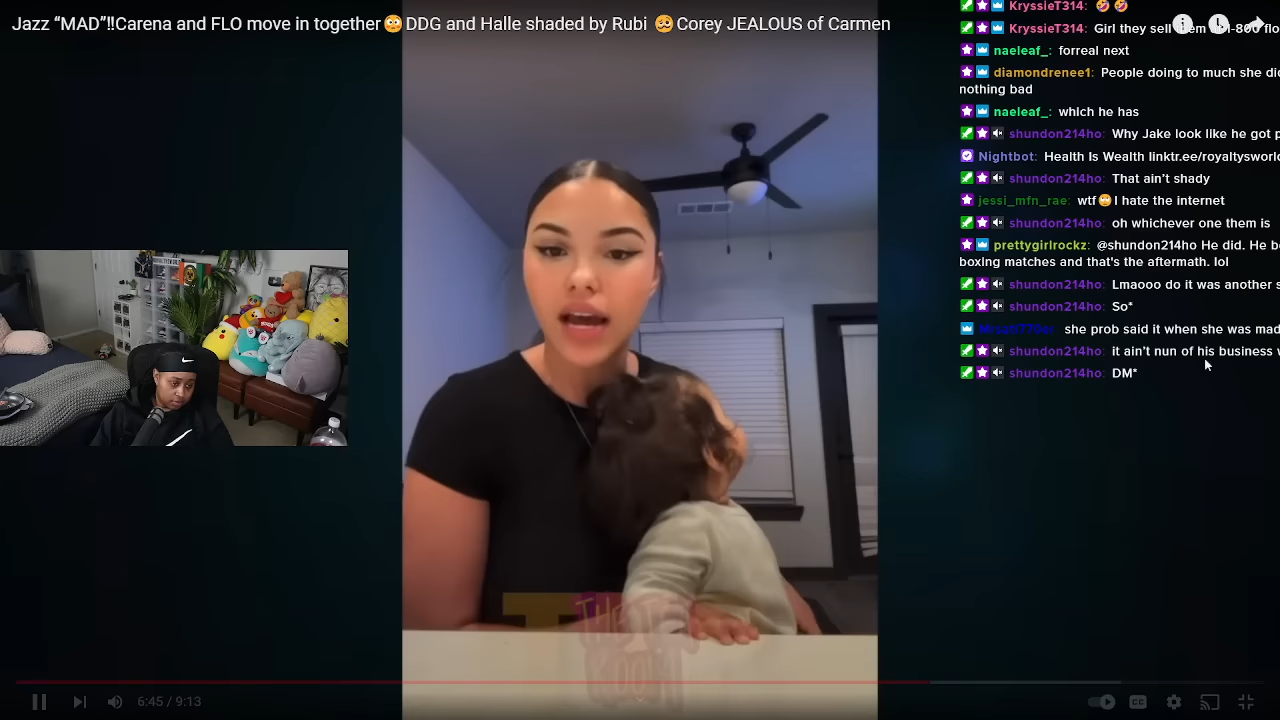 Jazz “MAD”‼️Carena and FLO move in together😳DDG and Halle shaded by Rubi 🥴Corey JEALOUS of Carmen
KryssieT314: 🤣 🤣
KryssieT314: Girl they sell them
naeleaf_: forreal next
diamondrenee1: People doing to much she
nothing bad
naeleaf_: which he has
shundon214ho: Why Jake look like he got
Nightbot: Health Is Wealth linktr.ee/royaltysworl
shundon214ho: That ain’t shady
jessi_mfn_rae: wtf🙄I hate the internet
shundon214ho: oh whichever one them is
prettygirlrockz: @shundon214ho He did. He
boxing matches and that's the aftermath. lol
shundon214ho: Lmaooo do it was another
shundon214ho: So*
she prob said it when she was mad
shundon214ho: it ain’t nun of his business
shundon214ho: DM*
6:45 / 9:13
CC